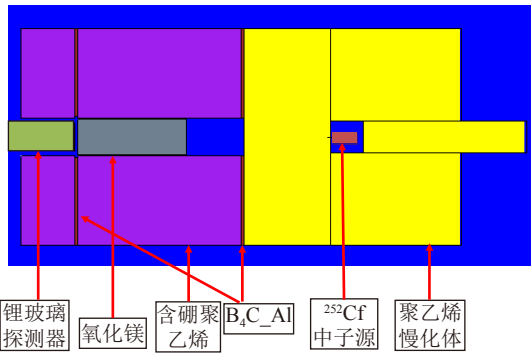 锂玻璃
探测器
氧化镁
含硼聚
乙烯
B₄C_Al
²⁵²Cf
中子源
聚乙烯
慢化体